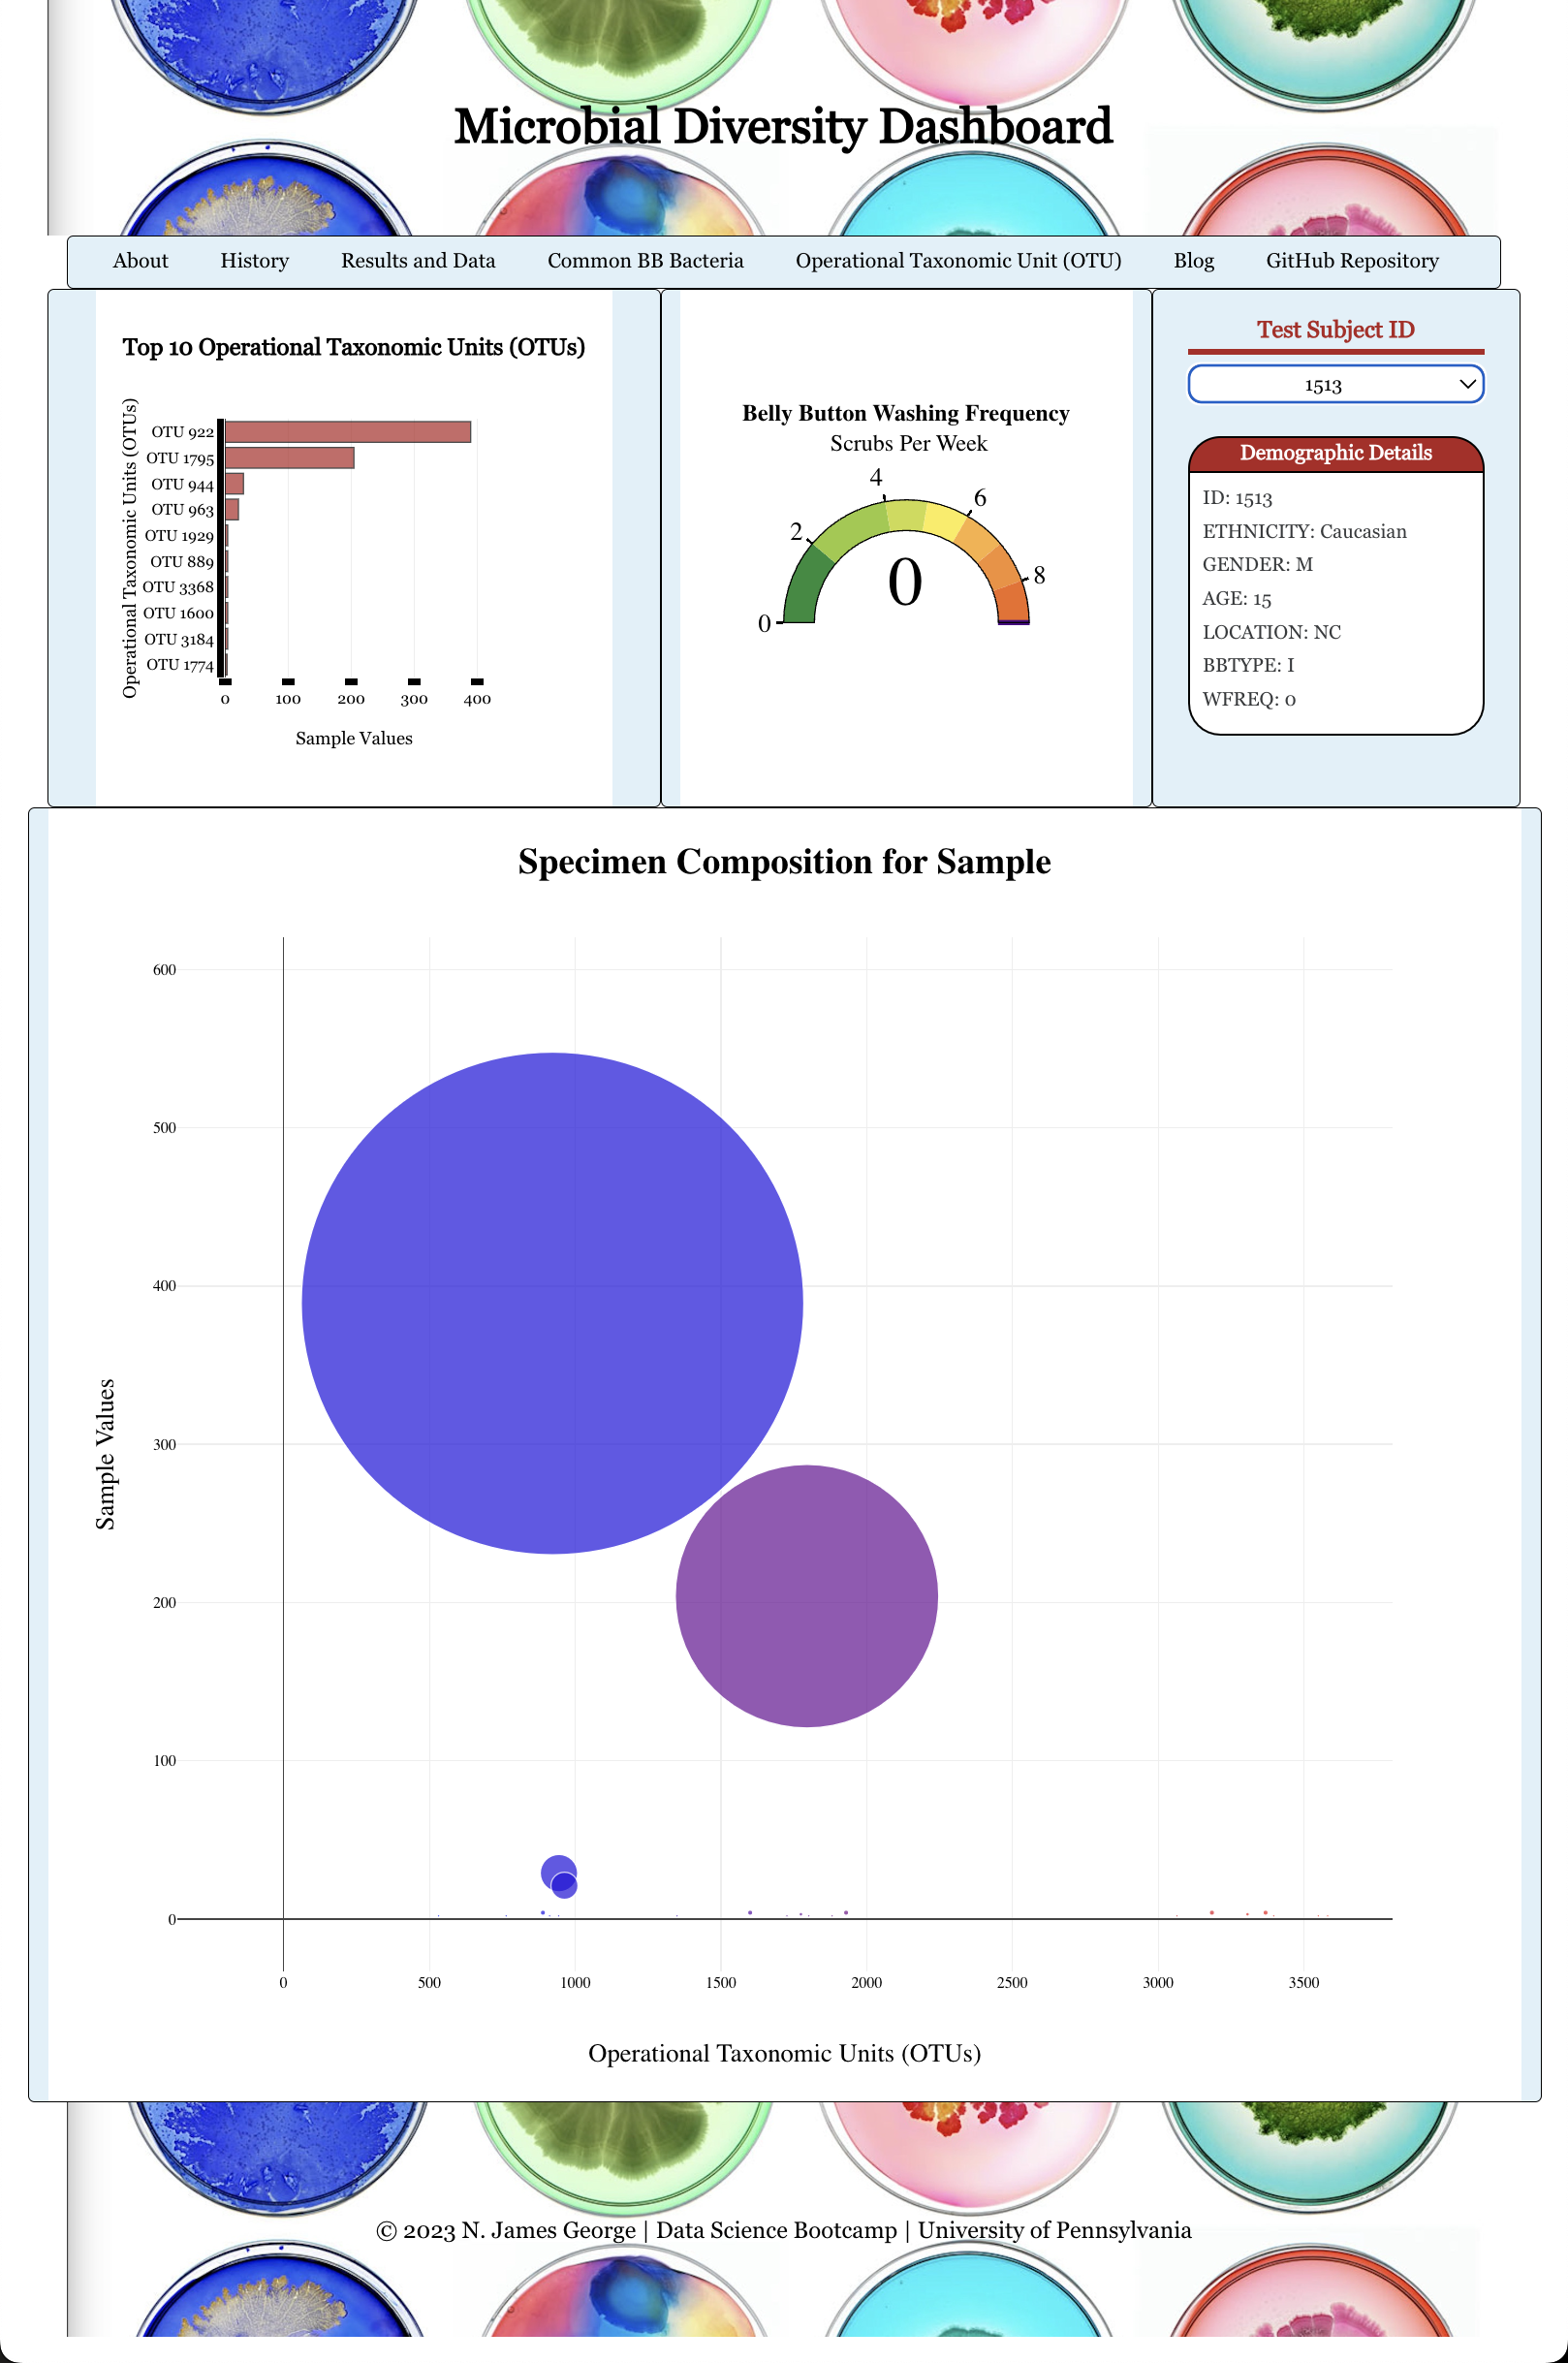 Microbial Diversity Dashboard
About History Results and Data Common BB Bacteria Operational Taxonomic Unit (OTU) Blog GitHub Repository
Top 10 Operational Taxonomic Units (OTUs)
Operational Taxonomic Units (OTUs)
OTU 922
OTU 1795
OTU 944
OTU 963
OTU 1929
OTU 889
OTU 3368
OTU 1600
OTU 3184
OTU 1774
0 100 200 300 400
Sample Values
Belly Button Washing Frequency
Scrubs Per Week
0 2 4 6 8
0
Test Subject ID
1513
Demographic Details
ID: 1513
ETHNICITY: Caucasian
GENDER: M
AGE: 15
LOCATION: NC
BBTYPE: I
WFREQ: 0
Specimen Composition for Sample
Sample Values
600
500
400
300
200
100
0
0 500 1000 1500 2000 2500 3000 3500
Operational Taxonomic Units (OTUs)
© 2023 N. James George | Data Science Bootcamp | University of Pennsylvania